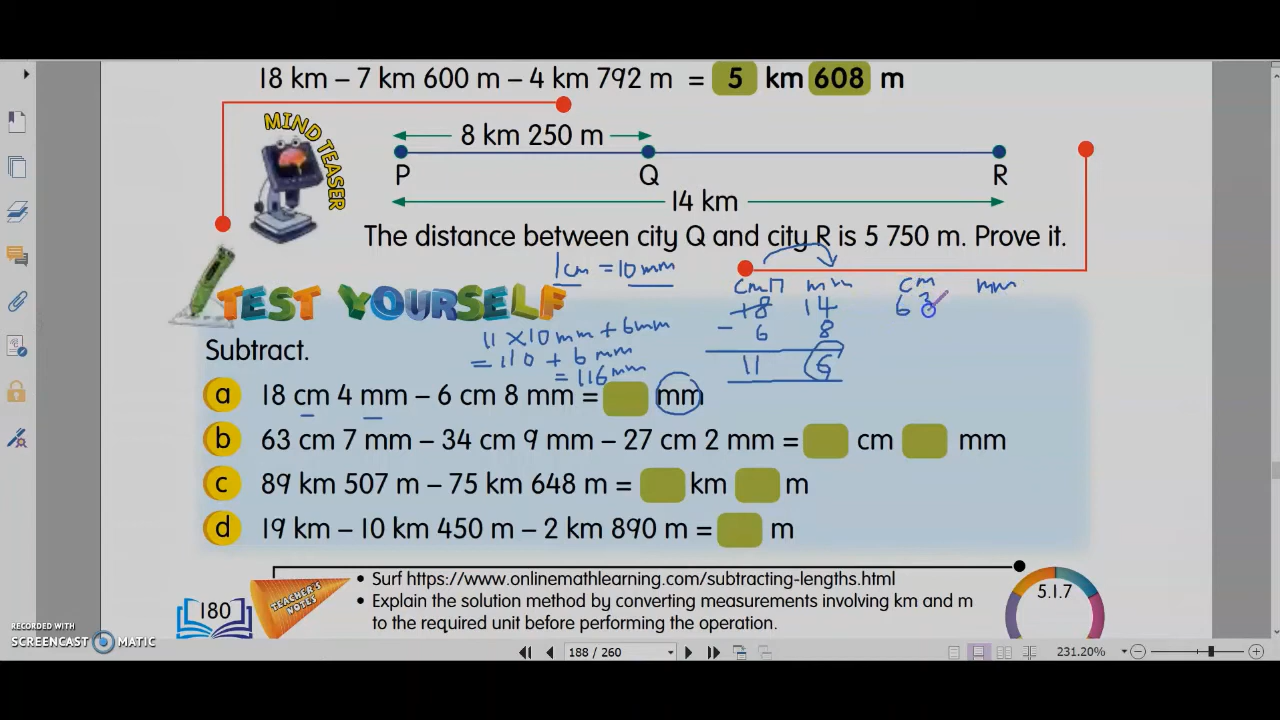 18 km – 7 km 600 m – 4 km 792 m = 5 km 608 m
MIND TEASER
8 km 250 m
P Q R
14 km
The distance between city Q and city R is 5 750 m. Prove it.
1cm = 10 mm
TEST YOURSELF
cm mm cm mm
18 14 63
– 6 8
11 6
11 × 10 mm + 6 mm
= 110 + 6 mm
= 116 mm
Subtract.
a 18 cm 4 mm – 6 cm 8 mm = mm
b 63 cm 7 mm – 34 cm 9 mm – 27 cm 2 mm = cm mm
c 89 km 507 m – 75 km 648 m = km m
d 19 km – 10 km 450 m – 2 km 890 m = m
180
TEACHER'S NOTES
• Surf https://www.onlinemathlearning.com/subtracting-lengths.html
• Explain the solution method by converting measurements involving km and m
to the required unit before performing the operation.
5.1.7
RECORDED WITH
SCREENCAST MATIC
188 / 260
231.20%